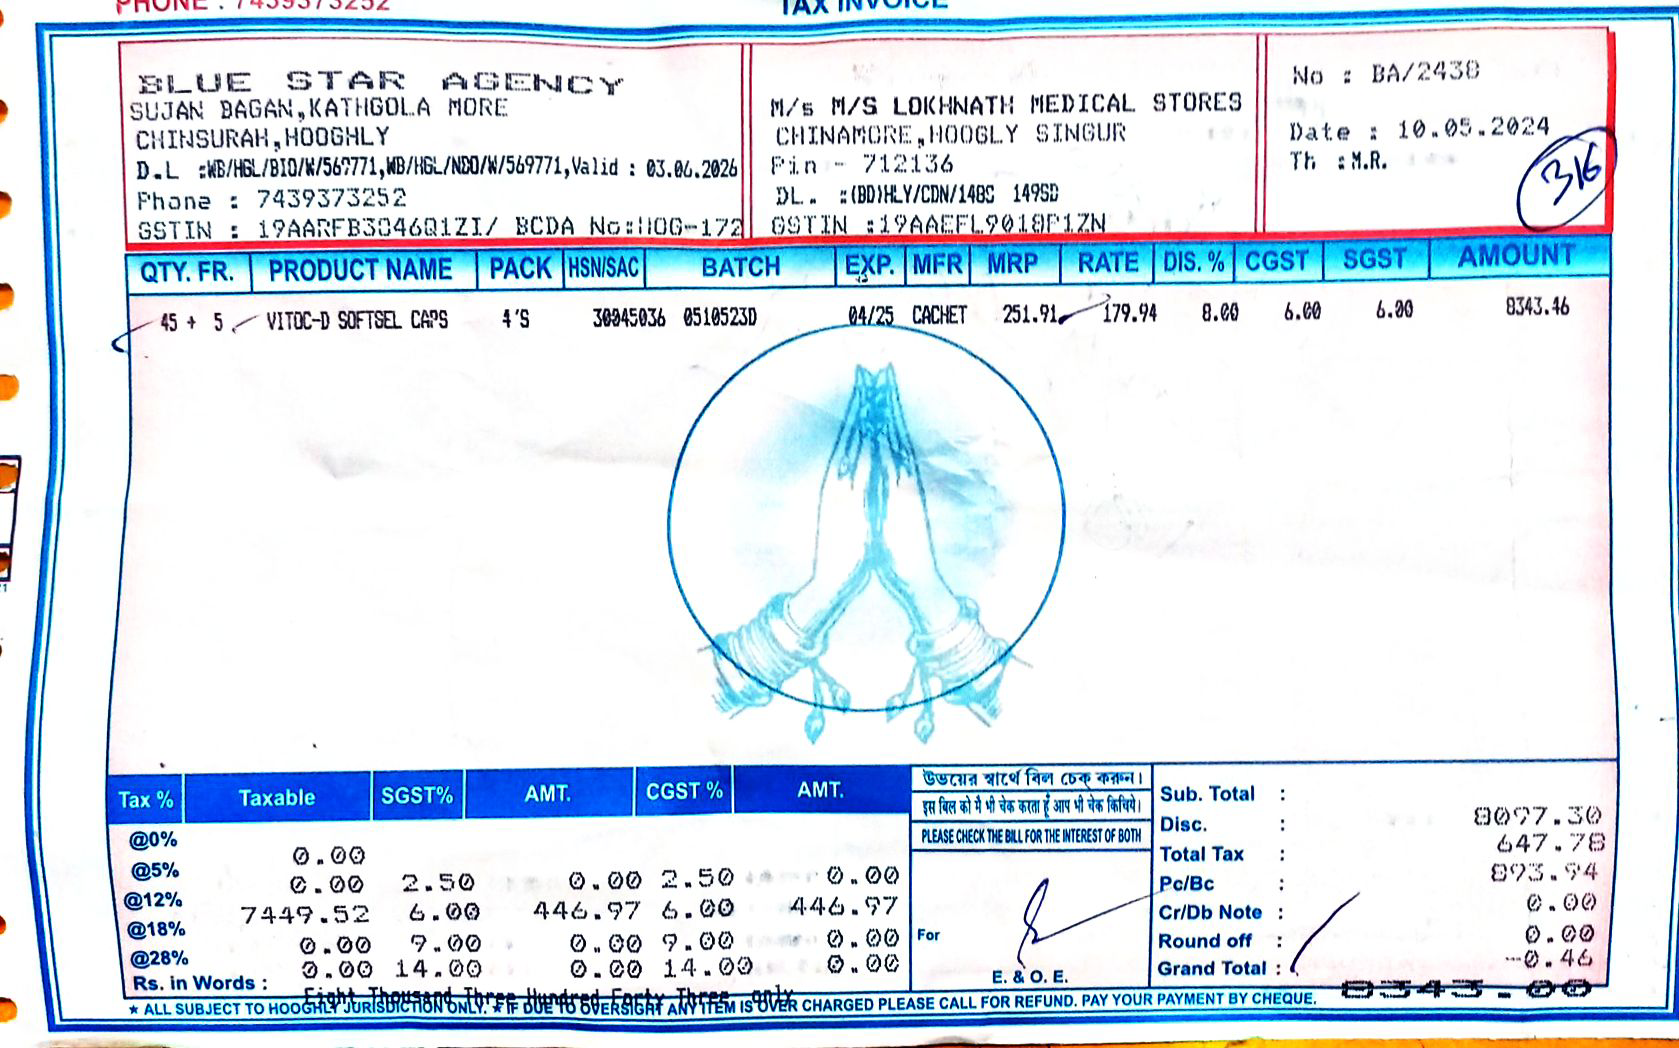 PHONE : 7439373252
TAX INVOICE
BLUE STAR AGENCY
SUJAN BAGAN,KATHGOLA MORE
CHINSURAH,HOOGHLY
D.L :WB/HGL/BIO/W/569771,WB/HGL/NDO/W/569771,Valid : 03.06.2026
Phone : 7439373252
GSTIN : 19AARFB3046Q1ZI/ BCDA No:HOG-172
M/s M/S LOKHNATH MEDICAL STORES
CHINAMORE,HOOGLY SINGUR
Pin - 712136
DL. :(BD)HLY/CDN/148S 149SD
GSTIN :19AAEFL9018P1ZN
No : BA/2438
Date : 10.05.2024
Th : M.R.
316
QTY. FR. PRODUCT NAME PACK HSN/SAC BATCH EXP. MFR MRP RATE DIS. % CGST SGST AMOUNT
45 + 5 VITOC-D SOFTSEL CAPS 4'S 30045036 0510523D 04/25 CACHET 251.91 179.94 8.00 6.00 6.00 8343.46
Tax % Taxable SGST% AMT. CGST % AMT.
@0% 0.00
@5% 0.00 2.50 0.00 2.50 0.00
@12% 7449.52 6.00 446.97 6.00 446.97
@18% 0.00 9.00 0.00 9.00 0.00
@28% 0.00 14.00 0.00 14.00 0.00
Rs. in Words : Eight Thousand Three Hundred Forty Three only
উভয়ের স্বার্থে বিল চেক্ করুন।
इस बिल को मै भी चेक करता हूँ आप भी चेक किचिये।
PLEASE CHECK THE BILL FOR THE INTEREST OF BOTH
For
E. & O. E.
Sub. Total : 8097.30
Disc. : 647.78
Total Tax : 893.94
Pc/Bc : 0.00
Cr/Db Note : 0.00
Round off : -0.46
Grand Total : 8343.00
★ ALL SUBJECT TO HOOGHLY JURISDICTION ONLY. ★ IF DUE TO OVERSIGHT ANY ITEM IS OVER CHARGED PLEASE CALL FOR REFUND. PAY YOUR PAYMENT BY CHEQUE.